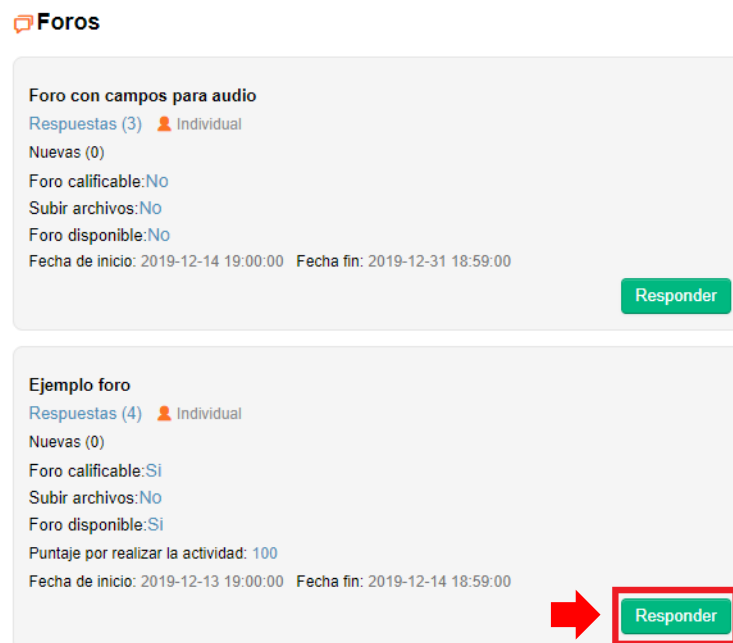 Foros
Foro con campos para audio
Respuestas (3) Individual
Nuevas (0)
Foro calificable:No
Subir archivos:No
Foro disponible:No
Fecha de inicio: 2019-12-14 19:00:00 Fecha fin: 2019-12-31 18:59:00
Responder
Ejemplo foro
Respuestas (4) Individual
Nuevas (0)
Foro calificable:Si
Subir archivos:No
Foro disponible:Si
Puntaje por realizar la actividad: 100
Fecha de inicio: 2019-12-13 19:00:00 Fecha fin: 2019-12-14 18:59:00
Responder